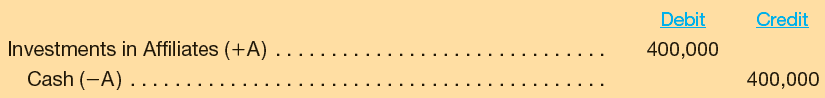 Debit Credit
Investments in Affiliates (+A) . . . . . . . . . . . . . . . . . . . . . . . . . . . . . . 400,000
Cash (−A) . . . . . . . . . . . . . . . . . . . . . . . . . . . . . . . . . . . . . . . . . . . 400,000